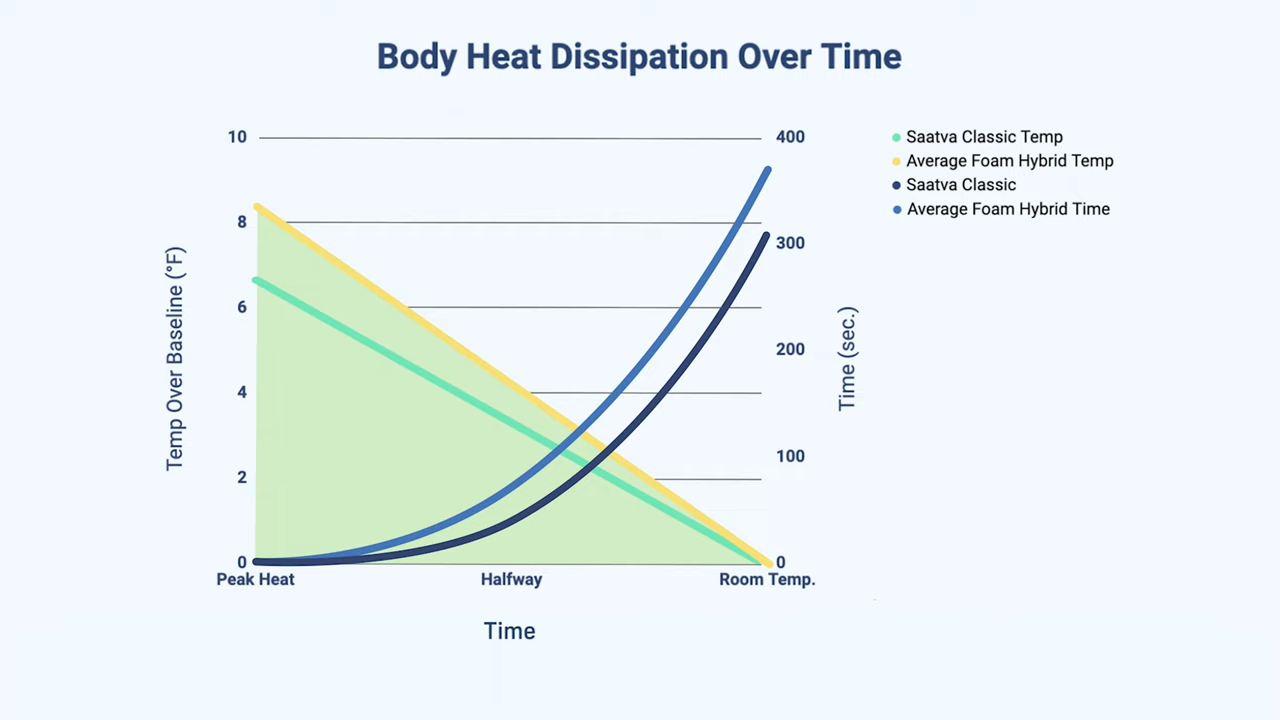 Body Heat Dissipation Over Time
10
8
6
4
2
0
Temp Over Baseline (°F)
400
300
200
100
0
Time (sec.)
Peak Heat
Halfway
Room Temp.
Time
Saatva Classic Temp
Average Foam Hybrid Temp
Saatva Classic
Average Foam Hybrid Time